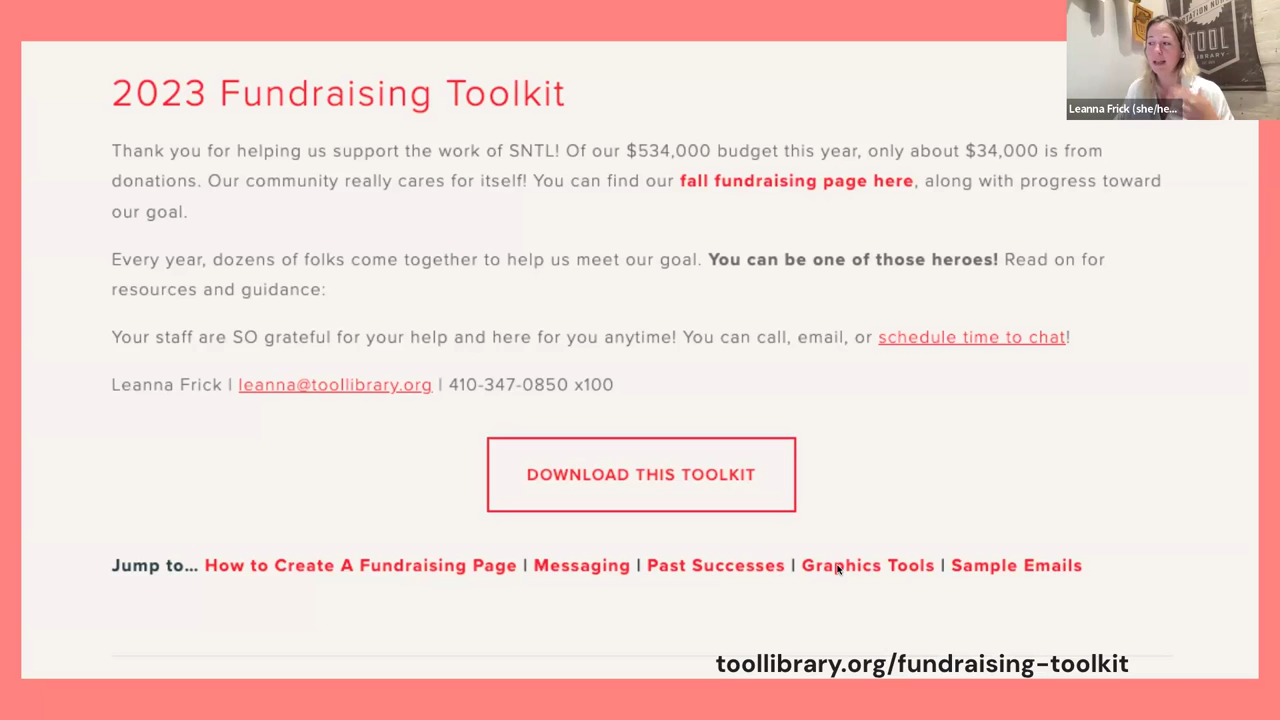 2023 Fundraising Toolkit
Thank you for helping us support the work of SNTL! Of our $534,000 budget this year, only about $34,000 is from
donations. Our community really cares for itself! You can find our fall fundraising page here, along with progress toward
our goal.
Every year, dozens of folks come together to help us meet our goal. You can be one of those heroes! Read on for
resources and guidance:
Your staff are SO grateful for your help and here for you anytime! You can call, email, or schedule time to chat!
Leanna Frick | leanna@toollibrary.org | 410-347-0850 x100
DOWNLOAD THIS TOOLKIT
Jump to... How to Create A Fundraising Page | Messaging | Past Successes | Graphics Tools | Sample Emails
toollibrary.org/fundraising-toolkit
TOOL
LIBRARY
Leanna Frick (she/he...